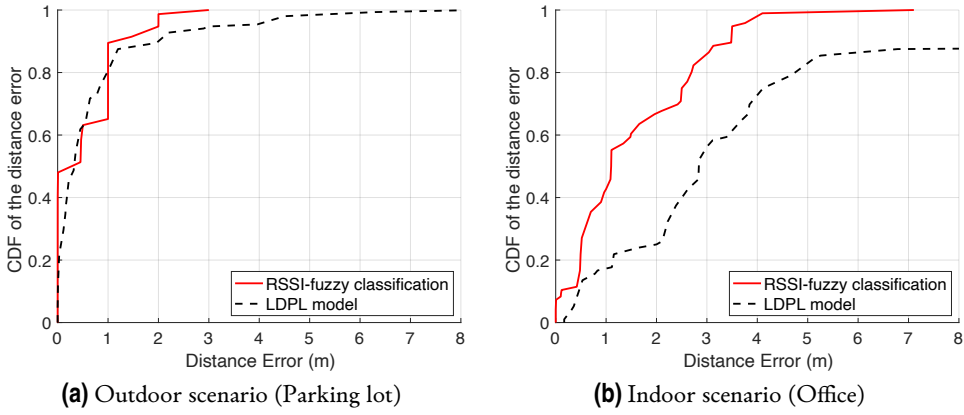 CDF of the distance error
1
0.8
0.6
0.4
0.2
0
0 1 2 3 4 5 6 7 8
Distance Error (m)
RSSI-fuzzy classification
LDPL model
(a) Outdoor scenario (Parking lot)
CDF of the distance error
1
0.8
0.6
0.4
0.2
0
0 1 2 3 4 5 6 7 8
Distance Error (m)
RSSI-fuzzy classification
LDPL model
(b) Indoor scenario (Office)